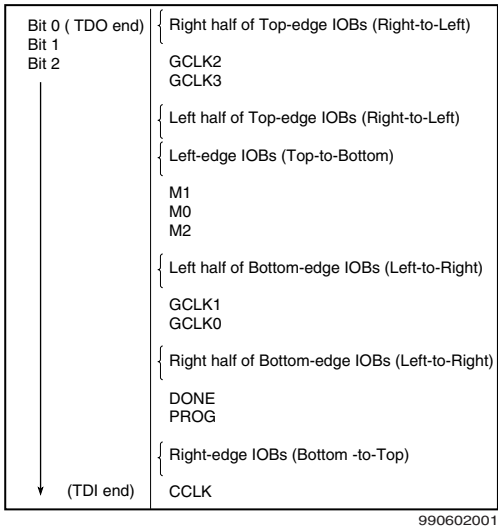 Bit 0 ( TDO end)
Bit 1
Bit 2
Right half of Top-edge IOBs (Right-to-Left)
GCLK2
GCLK3
Left half of Top-edge IOBs (Right-to-Left)
Left-edge IOBs (Top-to-Bottom)
M1
M0
M2
Left half of Bottom-edge IOBs (Left-to-Right)
GCLK1
GCLK0
Right half of Bottom-edge IOBs (Left-to-Right)
DONE
PROG
Right-edge IOBs (Bottom -to-Top)
(TDI end)
CCLK
990602001